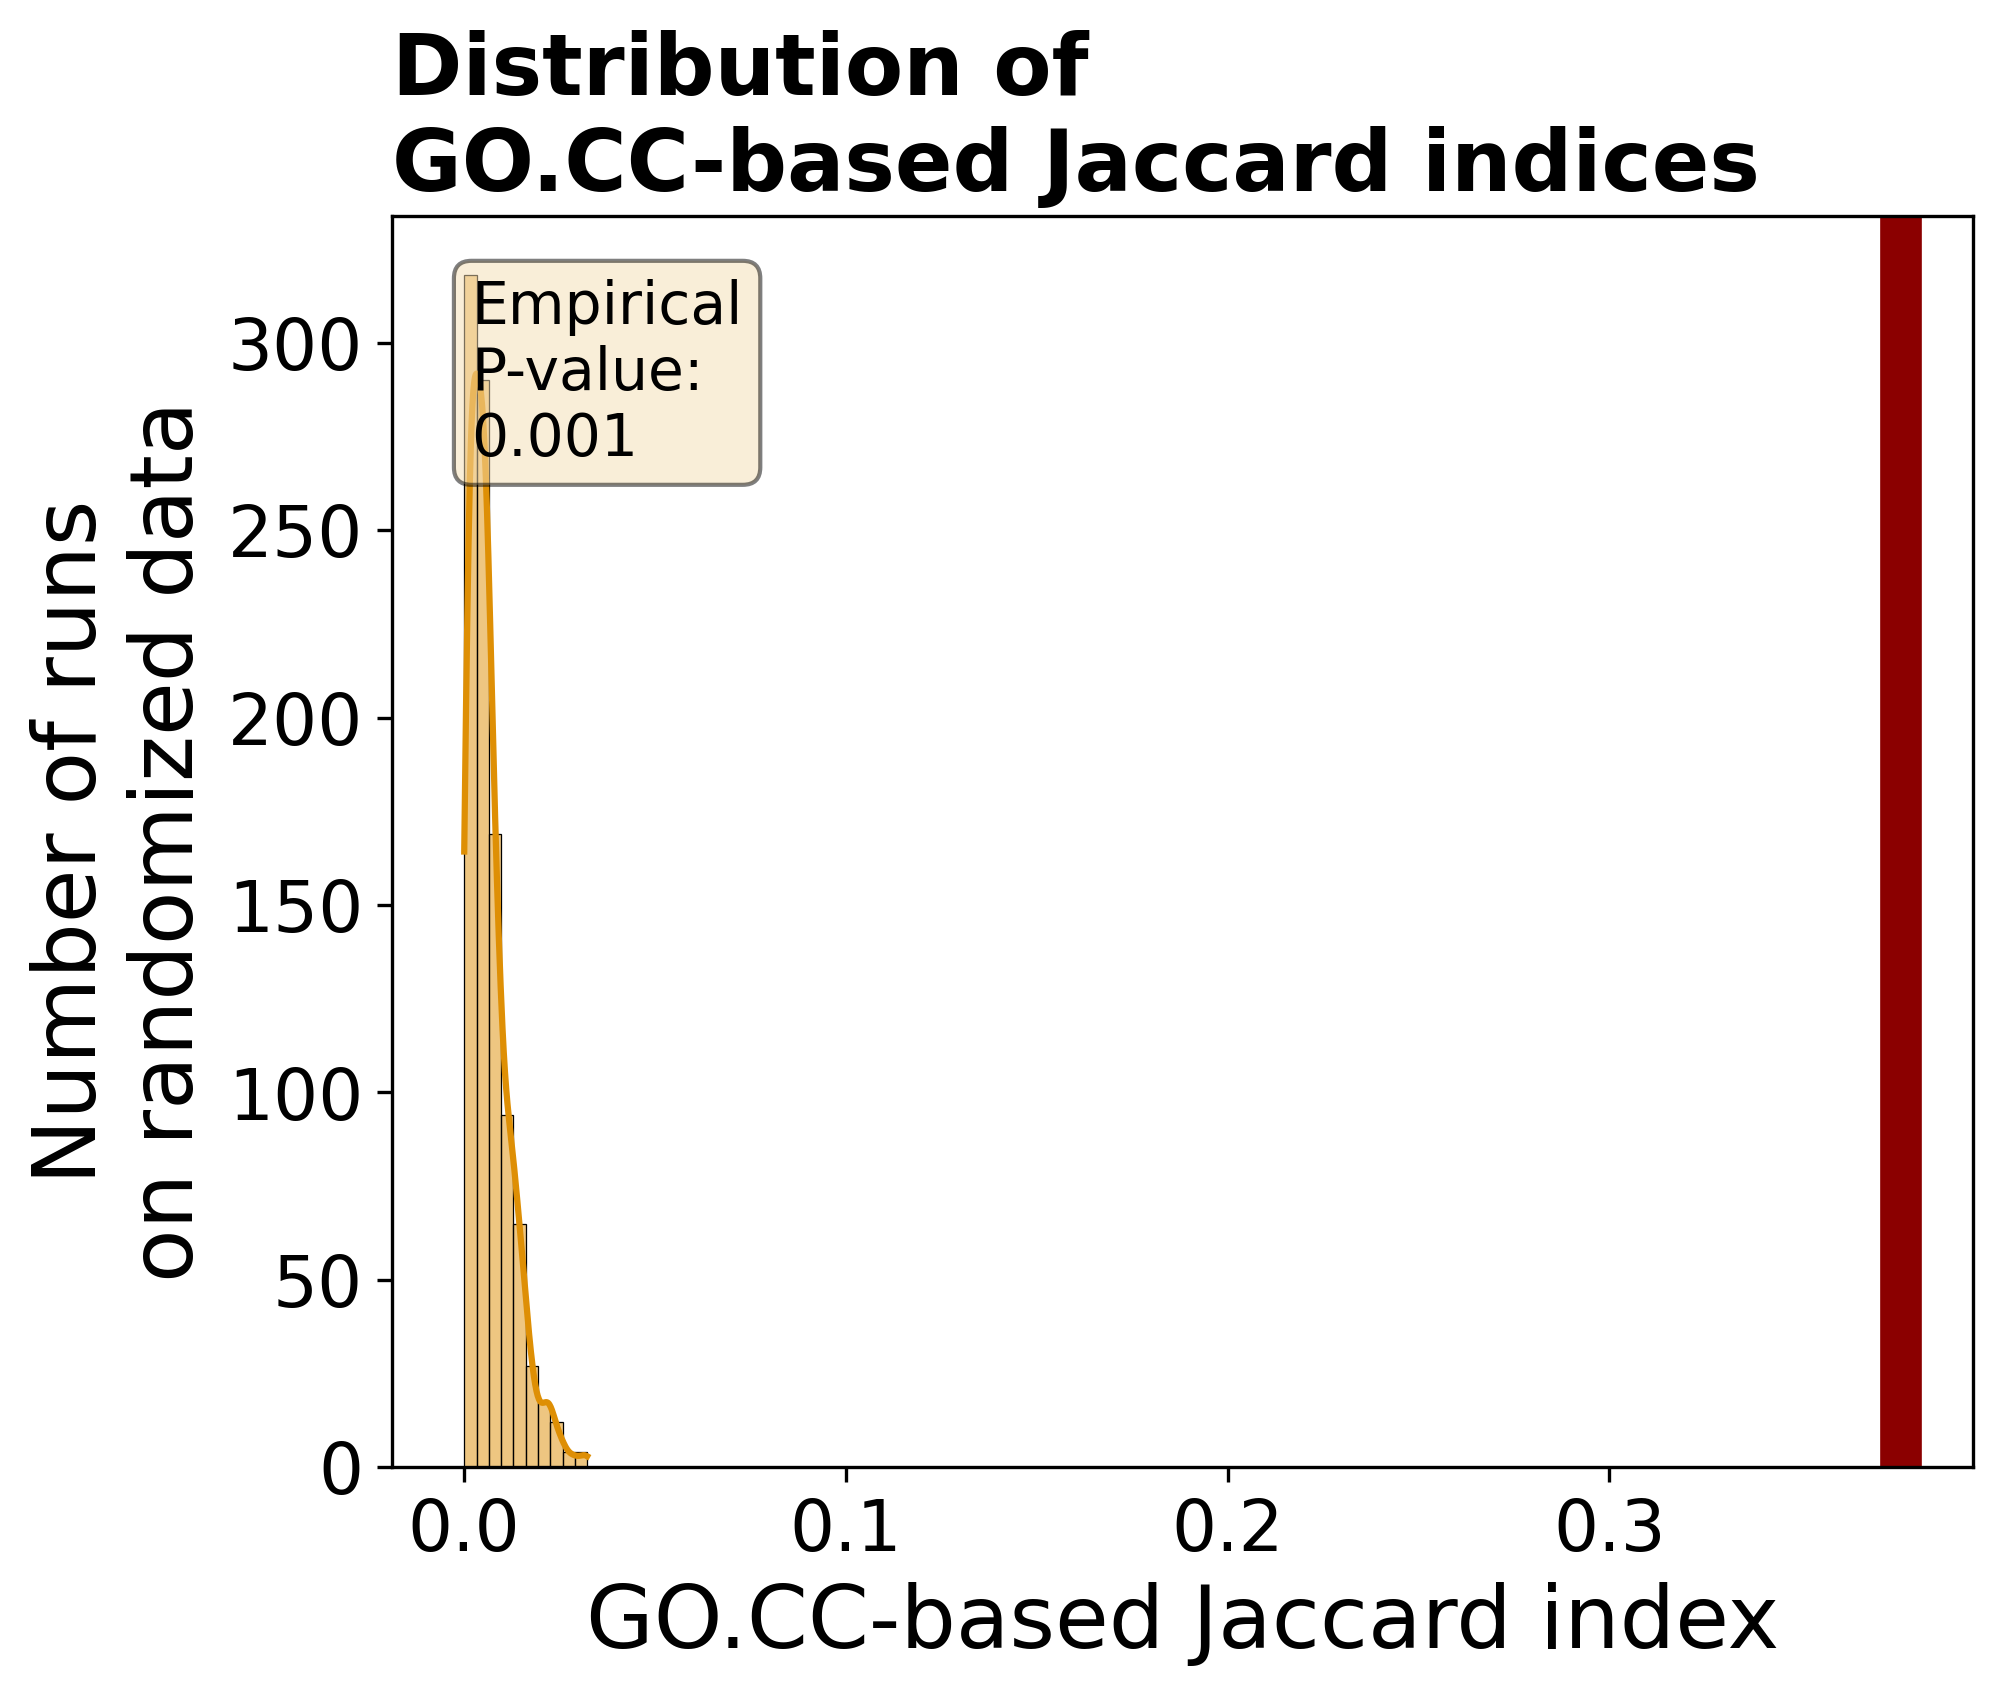 Distribution of
GO.CC-based Jaccard indices
Empirical
P-value:
0.001
Number of runs
on randomized data
300
250
200
150
100
50
0
0.0
0.1
0.2
0.3
GO.CC-based Jaccard index